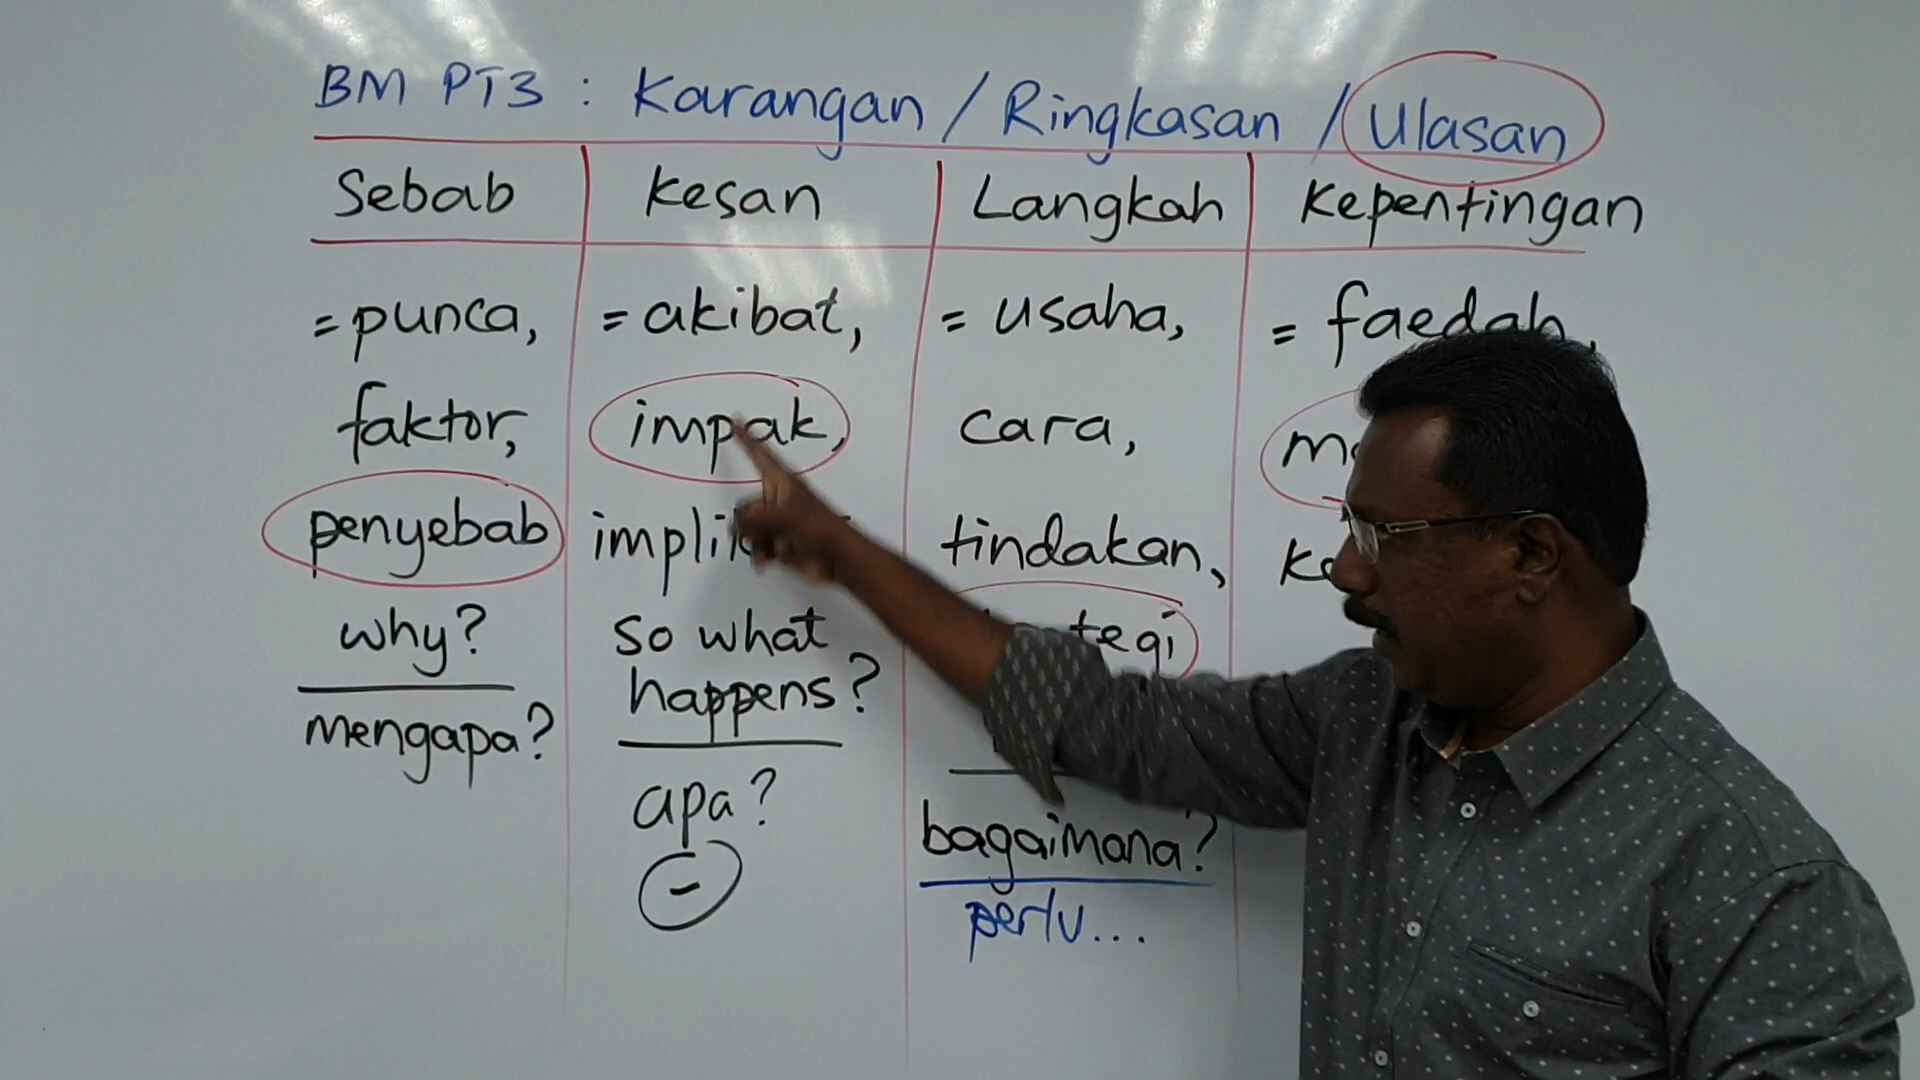 BM PT3 : Karangan / Ringkasan / Ulasan
Sebab
= punca,
faktor,
penyebab
why?
mengapa?
Kesan
= akibat,
impak,
so what
happens?
apa?
-
Langkah
= usaha,
cara,
tindakan,
bagaimana?
perlu...
Kepentingan
= faedah,